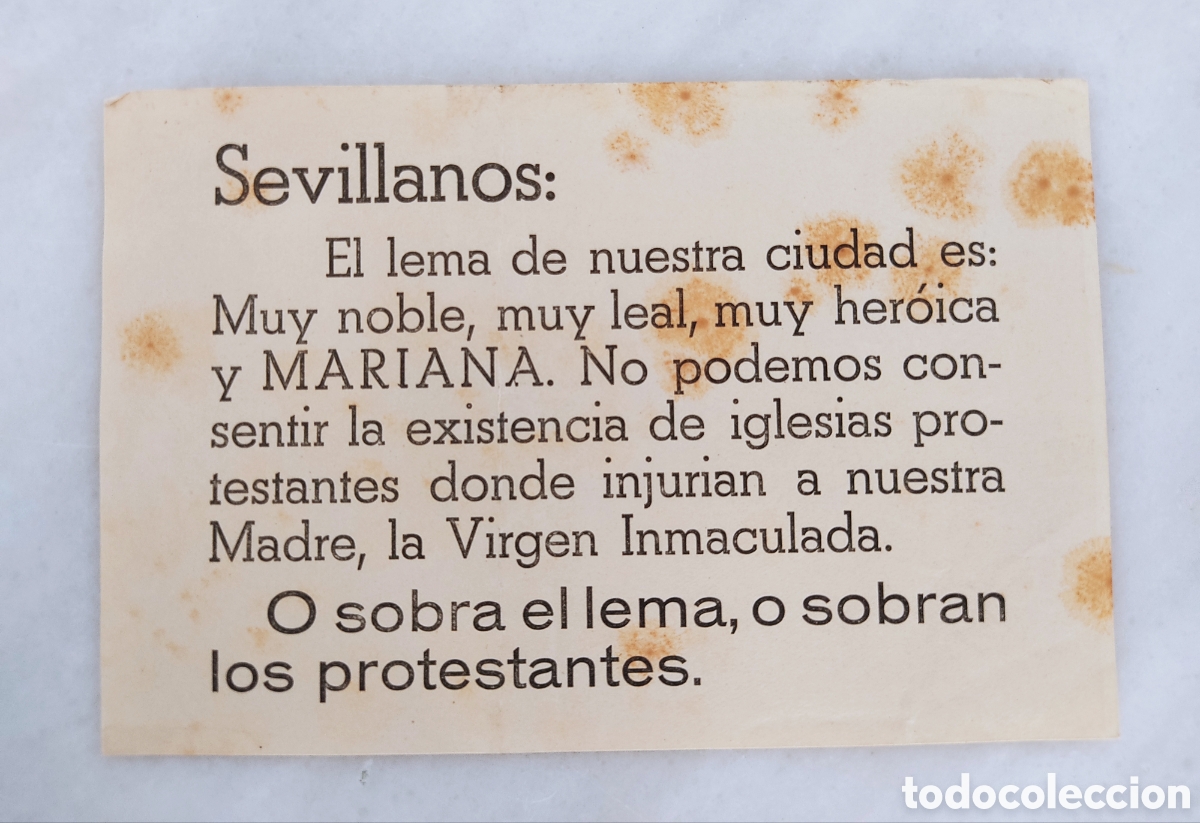 Sevillanos:
El lema de nuestra ciudad es:
Muy noble, muy leal, muy heróica
y MARIANA. No podemos con-
sentir la existencia de iglesias pro-
testantes donde injurian a nuestra
Madre, la Virgen Inmaculada.
O sobra el lema, o sobran
los protestantes.
todocoleccion